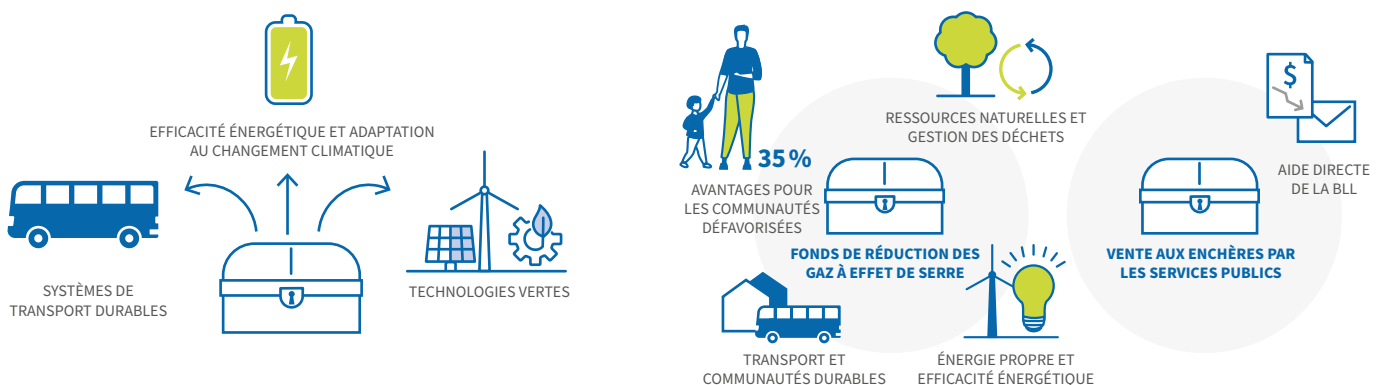 EFFICACITÉ ÉNERGÉTIQUE ET ADAPTATION
AU CHANGEMENT CLIMATIQUE
SYSTÈMES DE
TRANSPORT DURABLES
TECHNOLOGIES VERTES
35 %
AVANTAGES POUR
LES COMMUNAUTÉS
DÉFAVORISÉES
RESSOURCES NATURELLES ET
GESTION DES DÉCHETS
FONDS DE RÉDUCTION DES
GAZ À EFFET DE SERRE
TRANSPORT ET
COMMUNAUTÉS DURABLES
ÉNERGIE PROPRE ET
EFFICACITÉ ÉNERGÉTIQUE
$
AIDE DIRECTE
DE LA BLL
VENTE AUX ENCHÈRES PAR
LES SERVICES PUBLICS